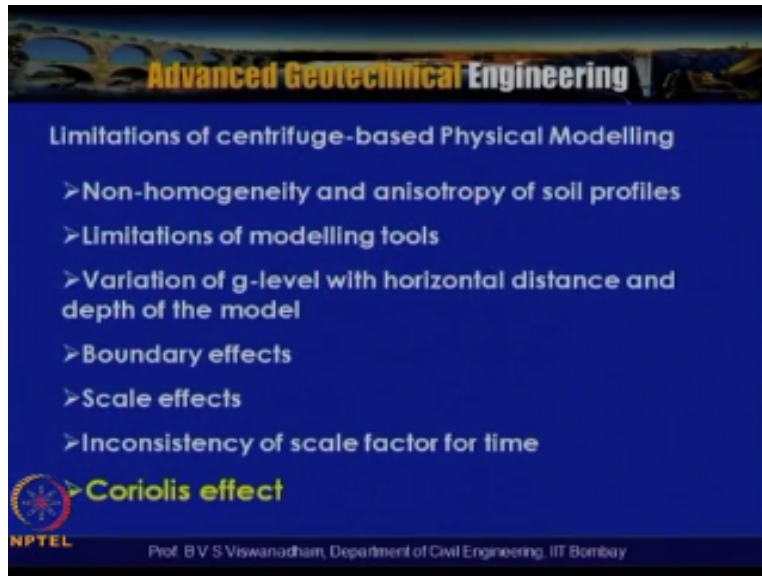 Advanced Geotechnical Engineering
Limitations of centrifuge-based Physical Modelling
➢Non-homogeneity and anisotropy of soil profiles
➢Limitations of modelling tools
➢Variation of g-level with horizontal distance and
depth of the model
➢Boundary effects
➢Scale effects
➢Inconsistency of scale factor for time
➢Coriolis effect
NPTEL
Prof. B V S Viswanadham, Department of Civil Engineering, IIT Bombay